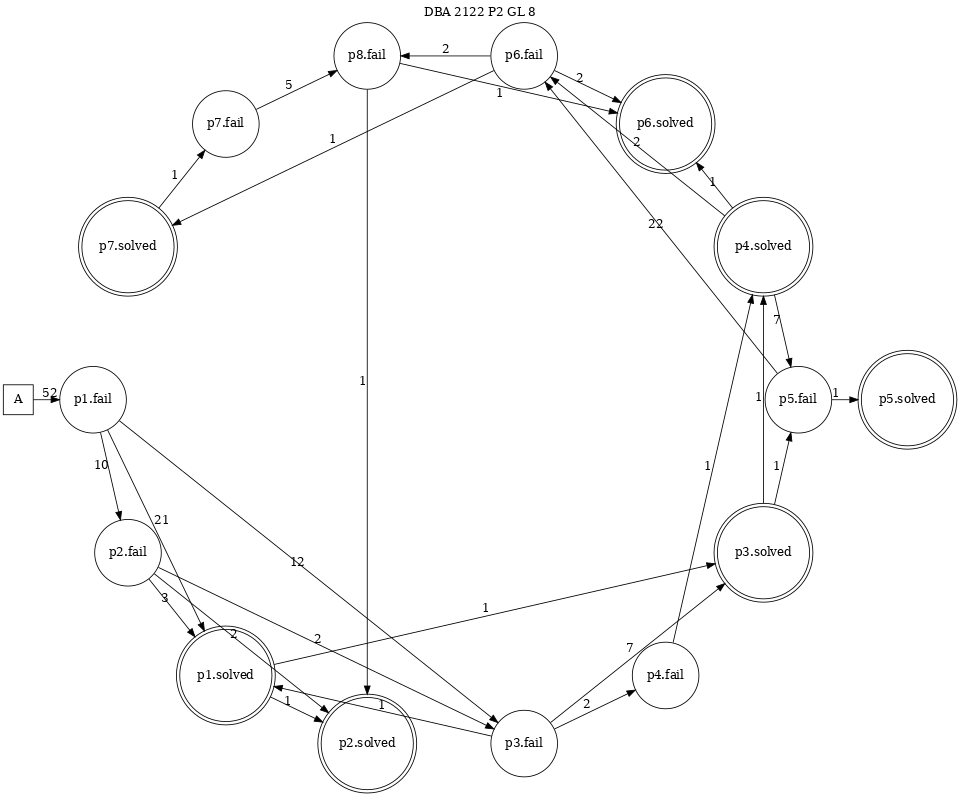 DBA 2122 P2 GL 8
p8.fail
2
p6.fail
5
2
1
p7.fail
p6.solved
1
2
1
1
p7.solved
p4.solved
22
7
1
A
52
p1.fail
1
p5.fail
1
p5.solved
10
1
1
21
p2.fail
12
p3.solved
3
1
2
2
7
p1.solved
p4.fail
1
1
2
p2.solved
p3.fail